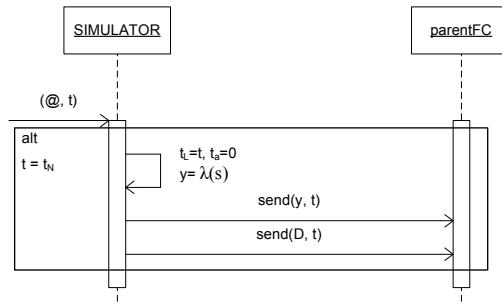 SIMULATOR
parentFC
(@, t)
alt
t = tN
tL=t, ta=0
y= λ(s)
send(y, t)
send(D, t)